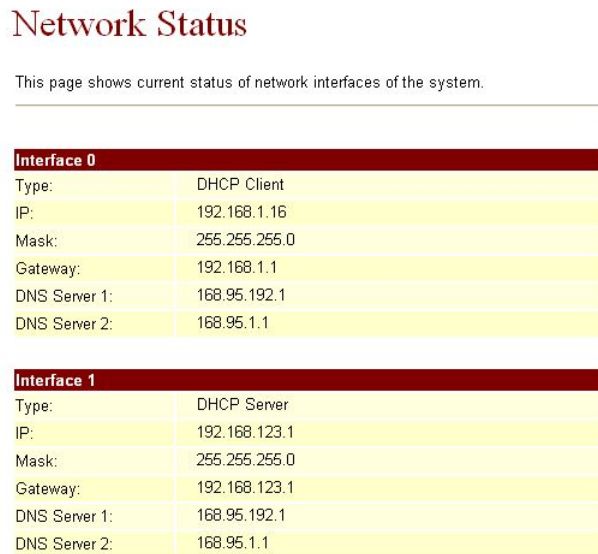 Network Status
This page shows current status of network interfaces of the system.
Interface 0
Type: DHCP Client
IP: 192.168.1.16
Mask: 255.255.255.0
Gateway: 192.168.1.1
DNS Server 1: 168.95.192.1
DNS Server 2: 168.95.1.1
Interface 1
Type: DHCP Server
IP: 192.168.123.1
Mask: 255.255.255.0
Gateway: 192.168.123.1
DNS Server 1: 168.95.192.1
DNS Server 2: 168.95.1.1